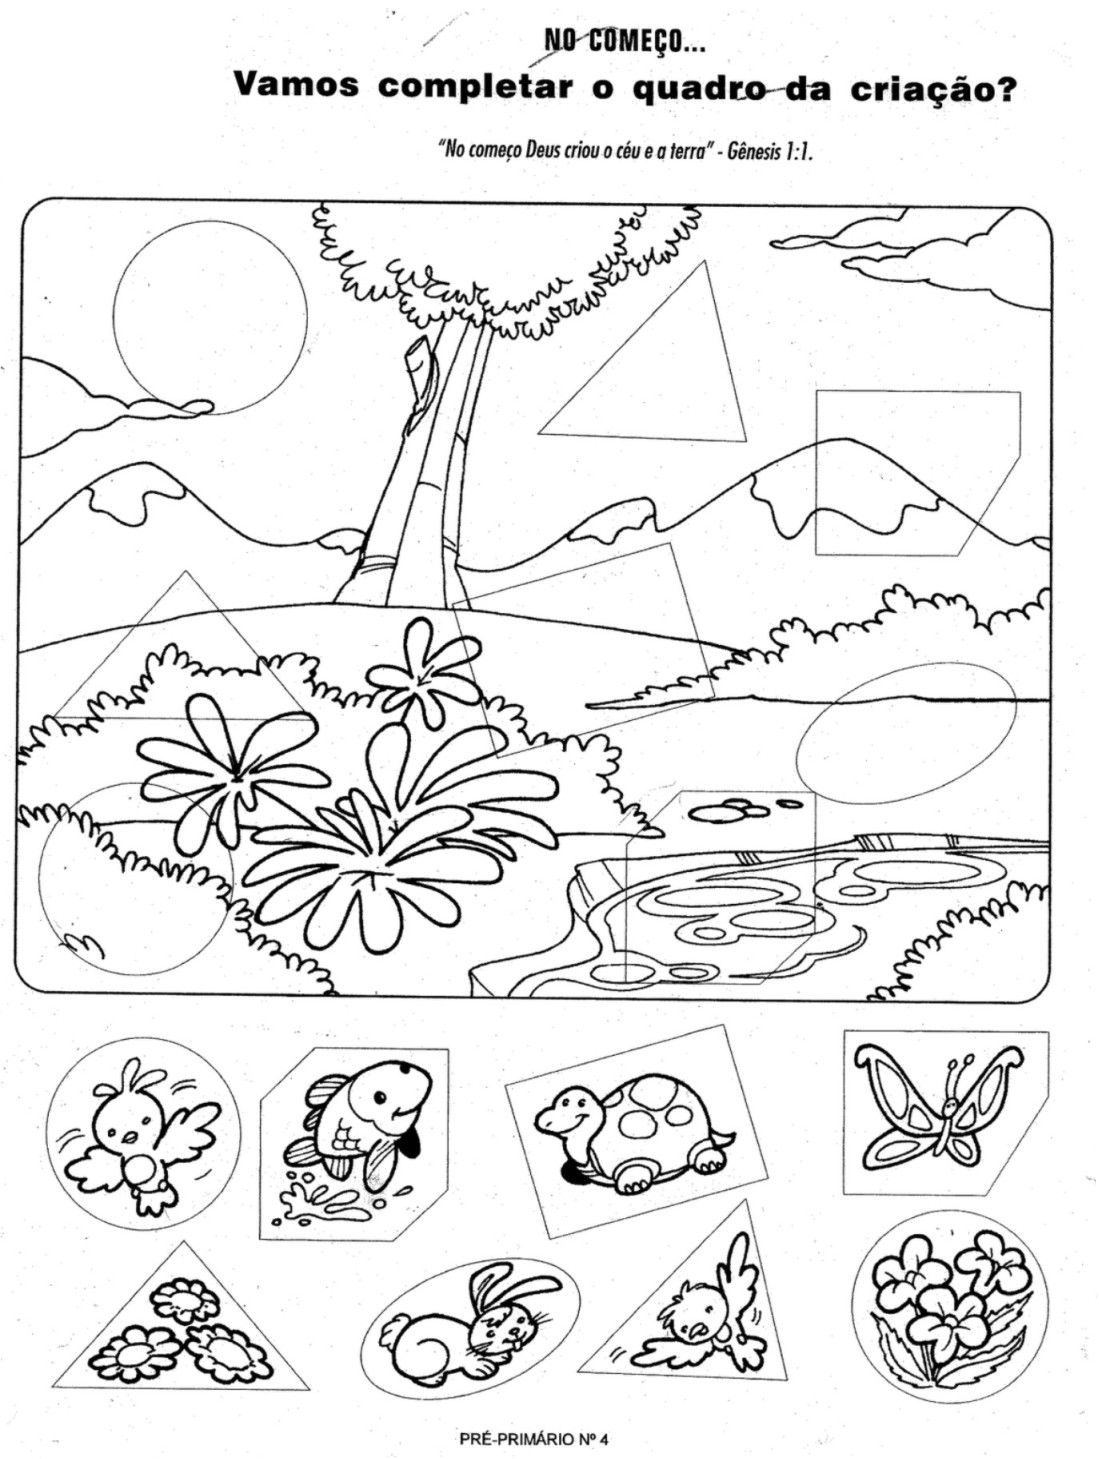 NO COMEÇO...
Vamos completar o quadro da criação?
"No começo Deus criou o céu e a terra" - Gênesis 1:1.
PRÉ-PRIMÁRIO Nº 4